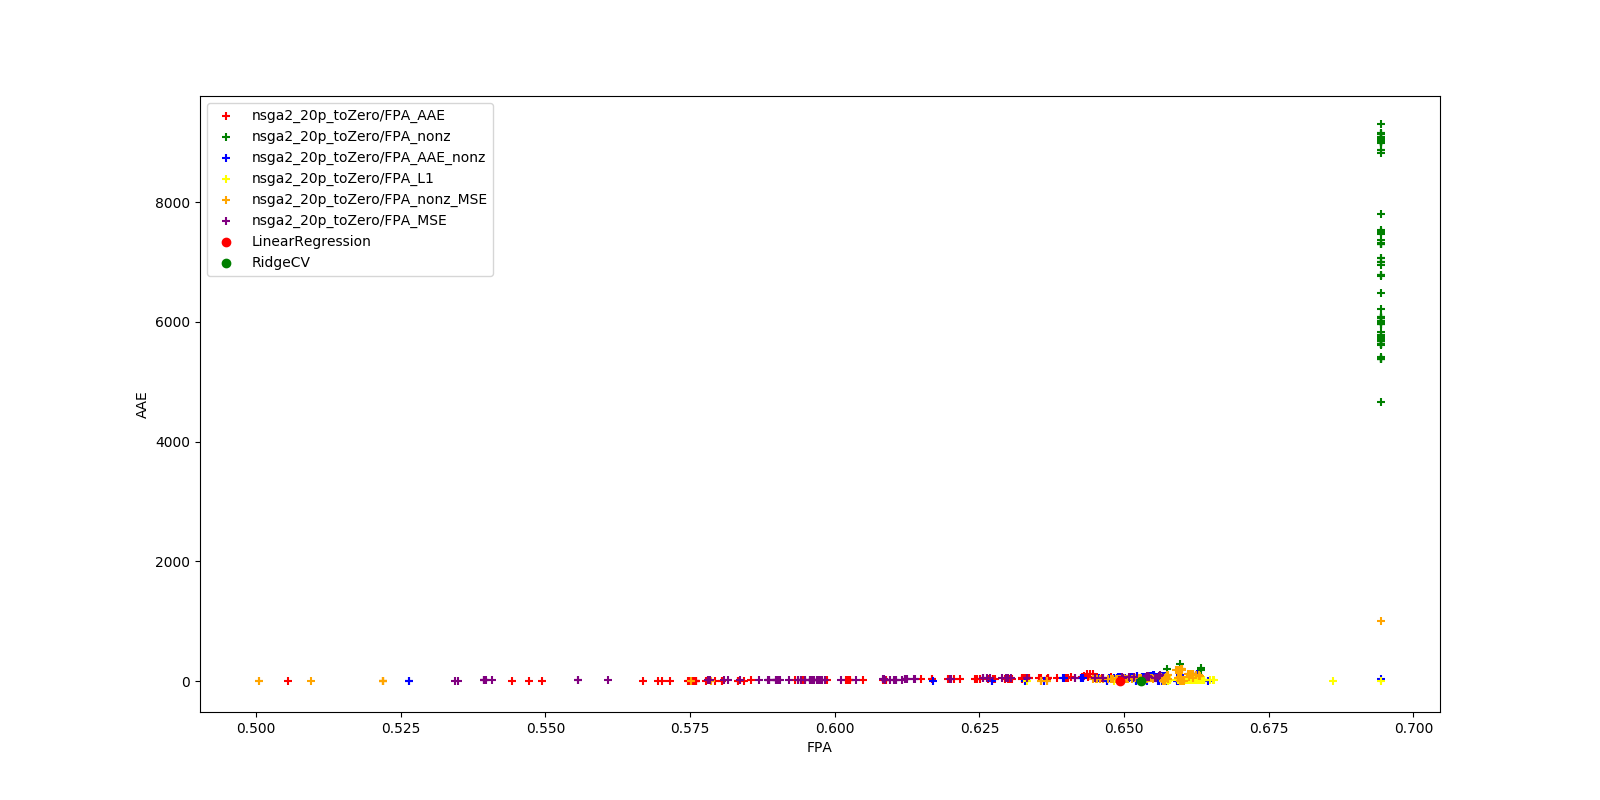 nsga2_20p_toZero/FPA_AAE
nsga2_20p_toZero/FPA_nonz
nsga2_20p_toZero/FPA_AAE_nonz
nsga2_20p_toZero/FPA_L1
nsga2_20p_toZero/FPA_nonz_MSE
nsga2_20p_toZero/FPA_MSE
LinearRegression
RidgeCV
8000
6000
4000
2000
0
AAE
0.500 0.525 0.550 0.575 0.600 0.625 0.650 0.675 0.700
FPA